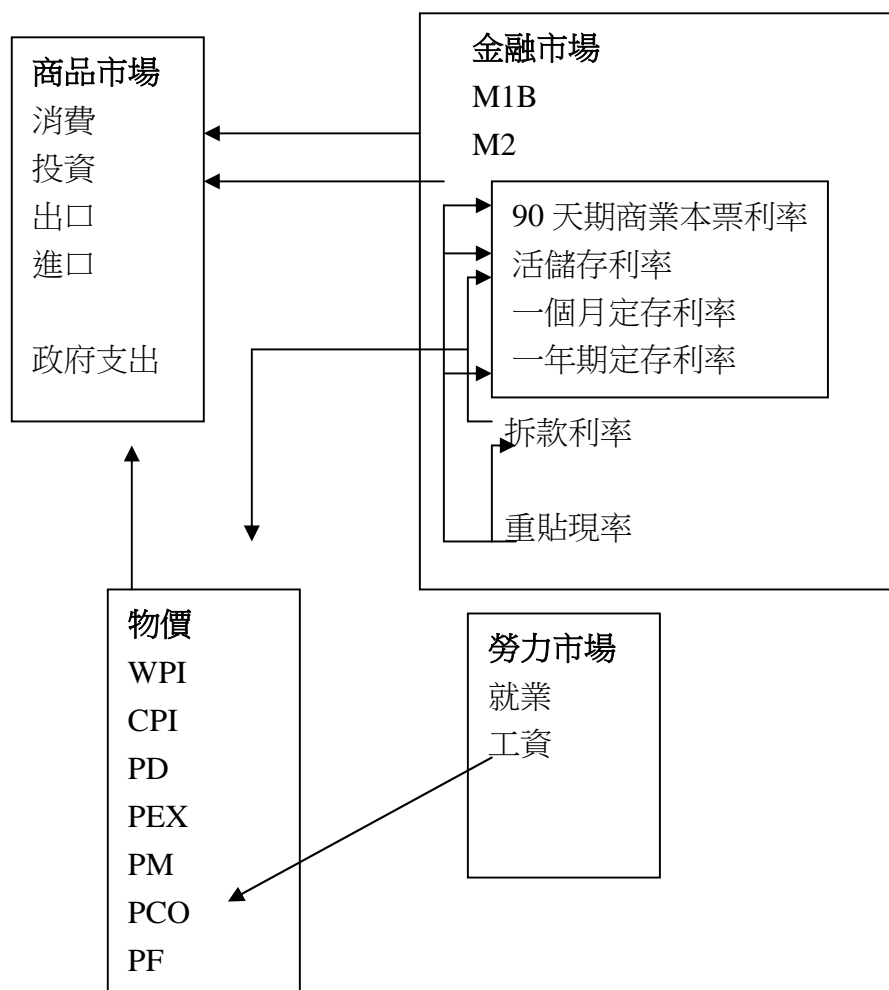 商品市場
消費
投資
出口
進口
政府支出
金融市場
M1B
M2
90 天期商業本票利率
活儲存利率
一個月定存利率
一年期定存利率
拆款利率
重貼現率
物價
WPI
CPI
PD
PEX
PM
PCO
PF
勞力市場
就業
工資